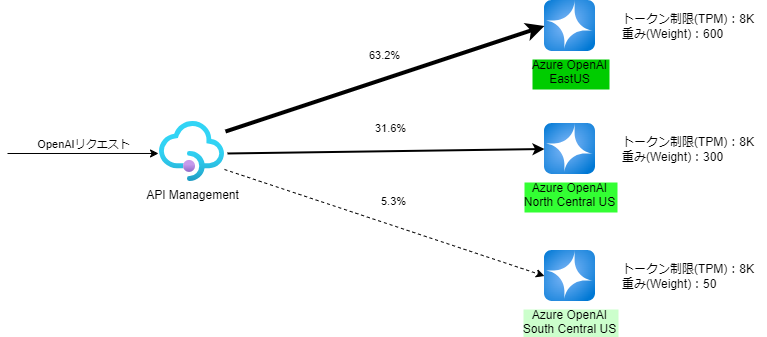 トークン制限(TPM)：8K
重み(Weight)：600
63.2%
Azure OpenAI
EastUS
OpenAIリクエスト
31.6%
トークン制限(TPM)：8K
重み(Weight)：300
API Management
Azure OpenAI
North Central US
5.3%
トークン制限(TPM)：8K
重み(Weight)：50
Azure OpenAI
South Central US